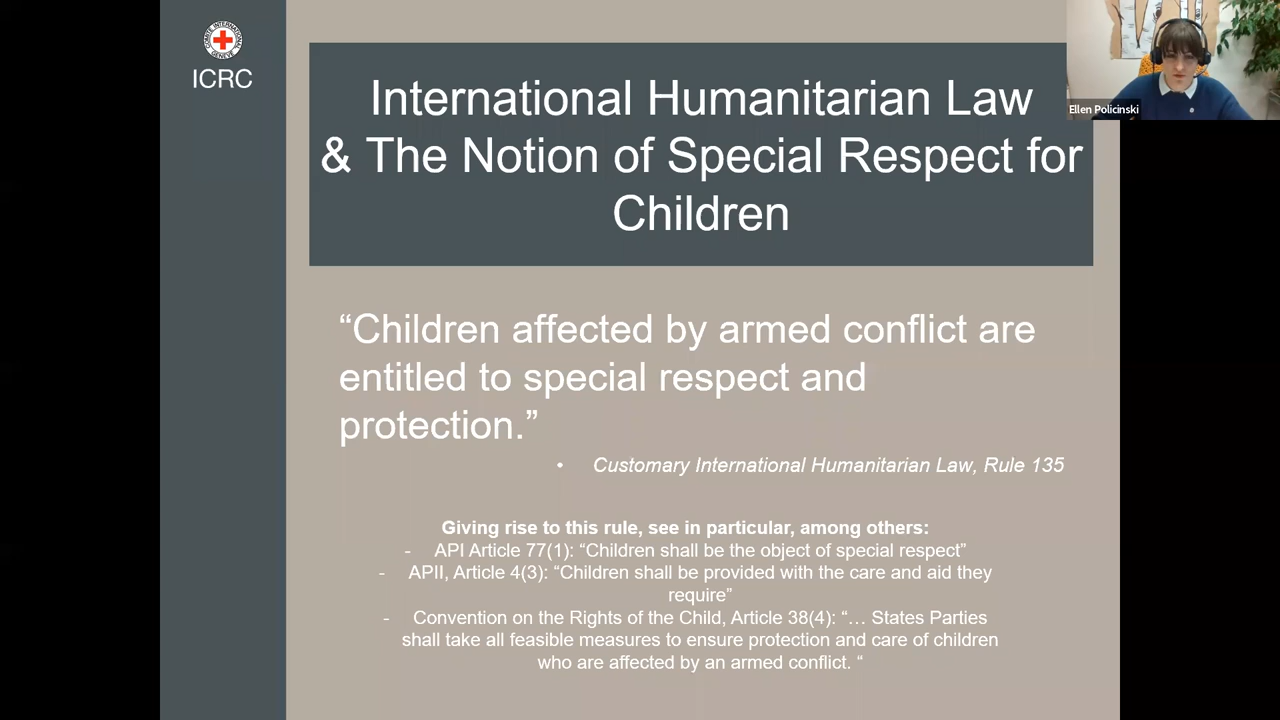 COMITE INTERNATIONAL
GENEVE
ICRC
International Humanitarian Law
& The Notion of Special Respect for
Children
Ellen Policinski
“Children affected by armed conflict are
entitled to special respect and
protection.”
• Customary International Humanitarian Law, Rule 135
Giving rise to this rule, see in particular, among others:
- API Article 77(1): “Children shall be the object of special respect”
- APII, Article 4(3): “Children shall be provided with the care and aid they
require”
- Convention on the Rights of the Child, Article 38(4): “… States Parties
shall take all feasible measures to ensure protection and care of children
who are affected by an armed conflict. “